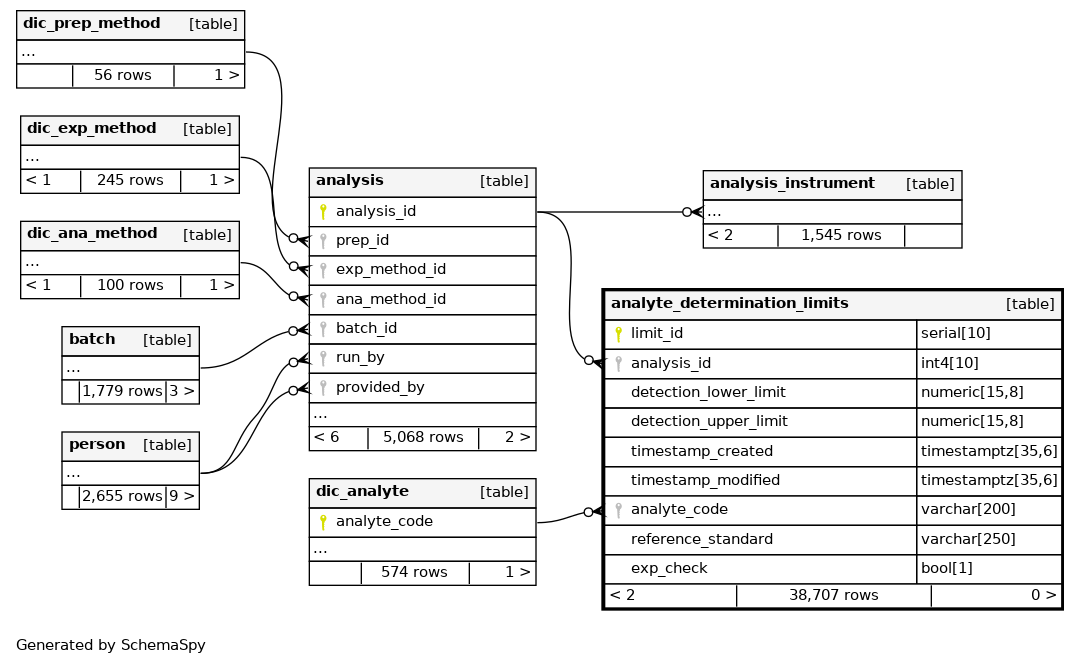 dic_prep_method [table]
...
56 rows 1 >
dic_exp_method [table]
...
< 1 245 rows 1 >
dic_ana_method [table]
...
< 1 100 rows 1 >
batch [table]
...
1,779 rows 3 >
person [table]
...
2,655 rows 9 >
analysis [table]
analysis_id
prep_id
exp_method_id
ana_method_id
batch_id
run_by
provided_by
...
< 6 5,068 rows 2 >
dic_analyte [table]
analyte_code
...
574 rows 1 >
analysis_instrument [table]
...
< 2 1,545 rows
analyte_determination_limits [table]
limit_id serial[10]
analysis_id int4[10]
detection_lower_limit numeric[15,8]
detection_upper_limit numeric[15,8]
timestamp_created timestamptz[35,6]
timestamp_modified timestamptz[35,6]
analyte_code varchar[200]
reference_standard varchar[250]
exp_check bool[1]
< 2 38,707 rows 0 >
Generated by SchemaSpy